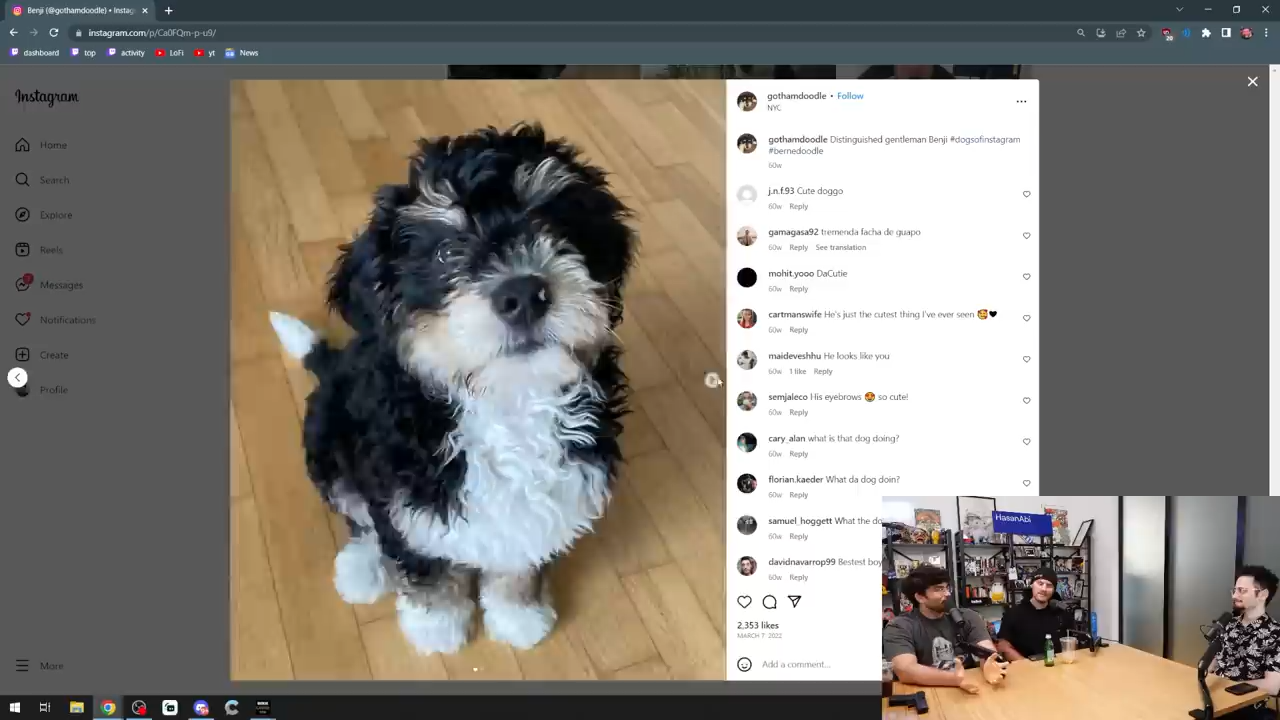 Benji (@gothamdoodle) • Instag
instagram.com/p/Ca0FQm-p-u9/
dashboard
top
activity
LoFi
yt
News
Instagram
Home
Search
Explore
Reels
Messages
Notifications
Create
Profile
More
gothamdoodle • Follow
NYC
gothamdoodle Distinguished gentleman Benji #dogsofinstagram
#bernedoodle
60w
j.n.f.93 Cute doggo
60w Reply
gamagasa92 tremenda facha de guapo
60w Reply See translation
mohit.yooo DaCutie
60w Reply
cartmanswife He's just the cutest thing I've ever seen 🥰🖤
60w Reply
maideveshhu He looks like you
60w 1 like Reply
semjaleco His eyebrows 😍 so cute!
60w Reply
cary_alan what is that dog doing?
60w Reply
florian.kaeder What da dog doin?
60w Reply
samuel_hoggett What the do
60w Reply
davidnavarrop99 Bestest boy
60w Reply
2,353 likes
MARCH 7, 2022
Add a comment...
HasanAbi